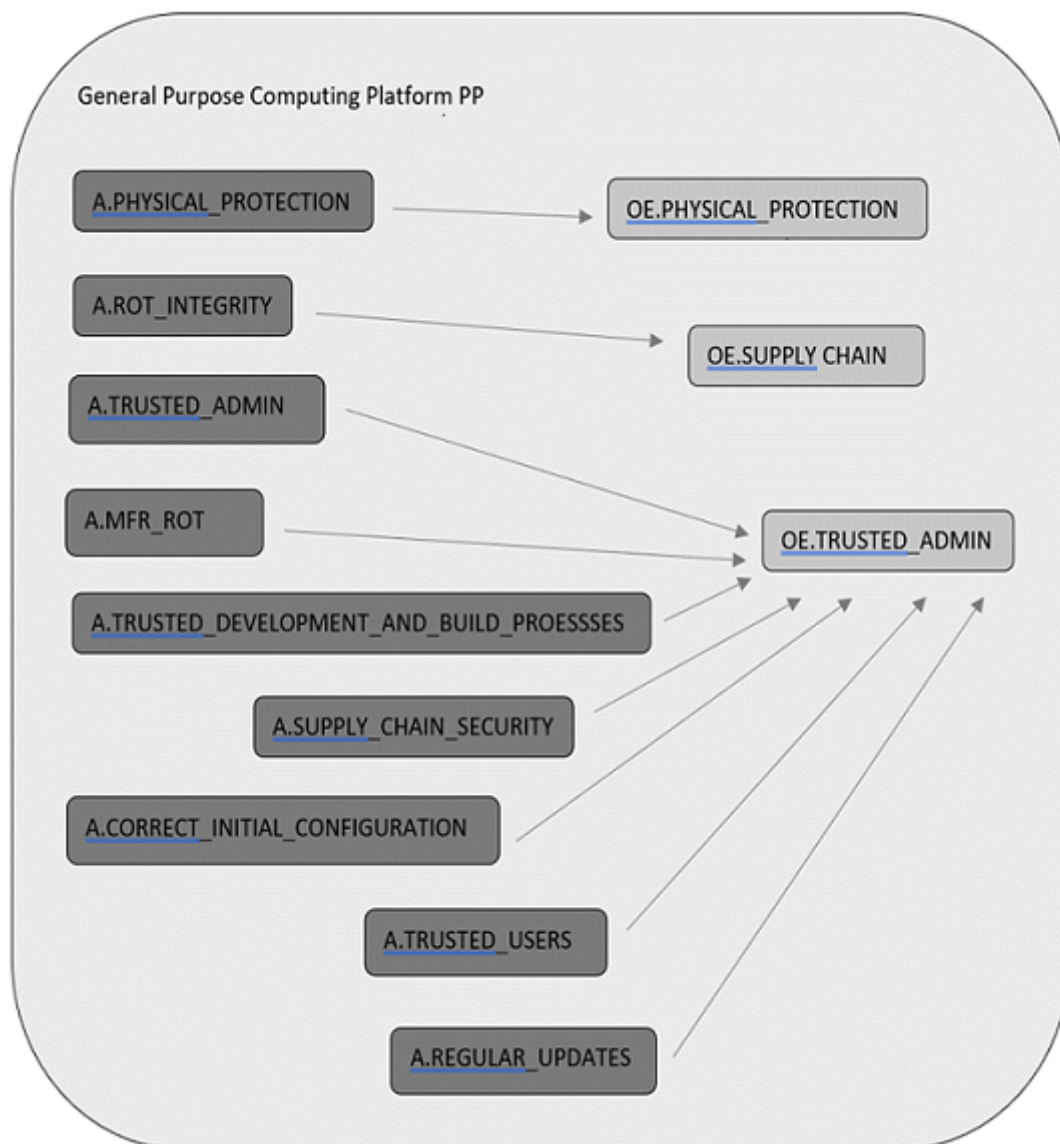 General Purpose Computing Platform PP
A.PHYSICAL_PROTECTION
OE.PHYSICAL_PROTECTION
A.ROT_INTEGRITY
OE.SUPPLY CHAIN
A.TRUSTED_ADMIN
A.MFR_ROT
OE.TRUSTED_ADMIN
A.TRUSTED_DEVELOPMENT_AND_BUILD_PROESSSES
A.SUPPLY_CHAIN_SECURITY
A.CORRECT_INITIAL_CONFIGURATION
A.TRUSTED_USERS
A.REGULAR_UPDATES